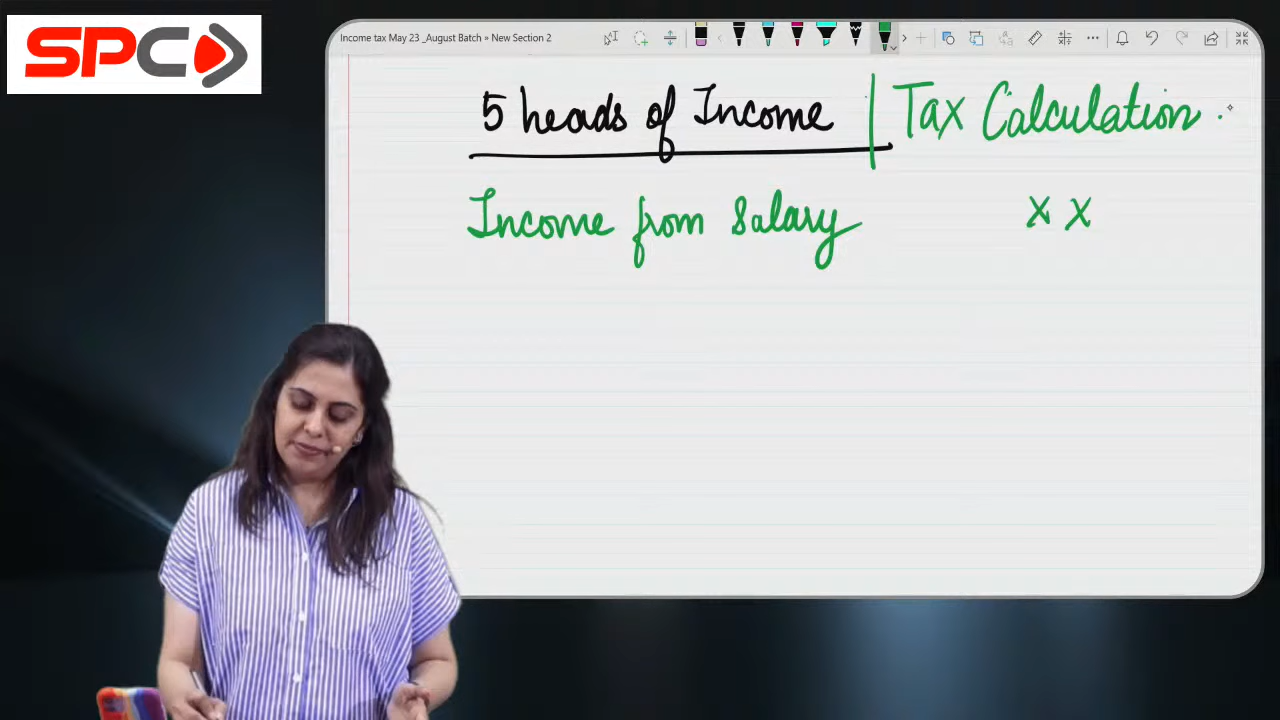 SPC
Income tax May 23 _August Batch » New Section 2
5 heads of Income | Tax Calculation .
Income from Salary x x